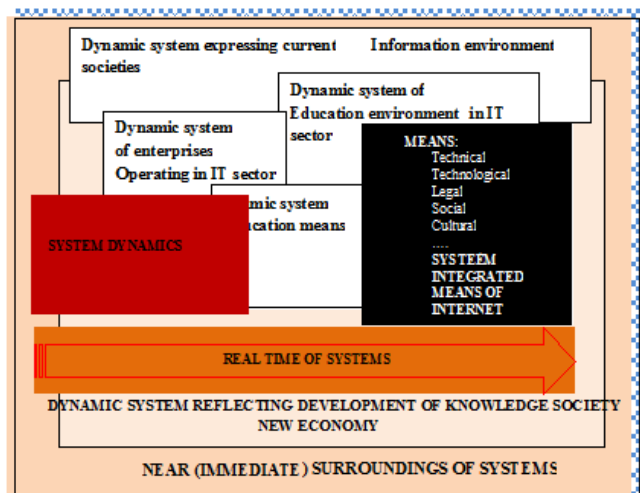 Dynamic system expressing current societies
Information environment
Dynamic system of
Education environment in IT
sector
Dynamic system
of enterprises
Operating in IT sector
MEANS:
Technical
Technological
Legal
Social
Cultural
....
SYSTEEM
INTEGRATED
MEANS OF
INTERNET
system
means
SYSTEM DYNAMICS
REAL TIME OF SYSTEMS
DYNAMIC SYSTEM REFLECTING DEVELOPMENT OF KNOWLEDGE SOCIETY
NEW ECONOMY
NEAR (IMMEDIATE) SURROUNDINGS OF SYSTEMS